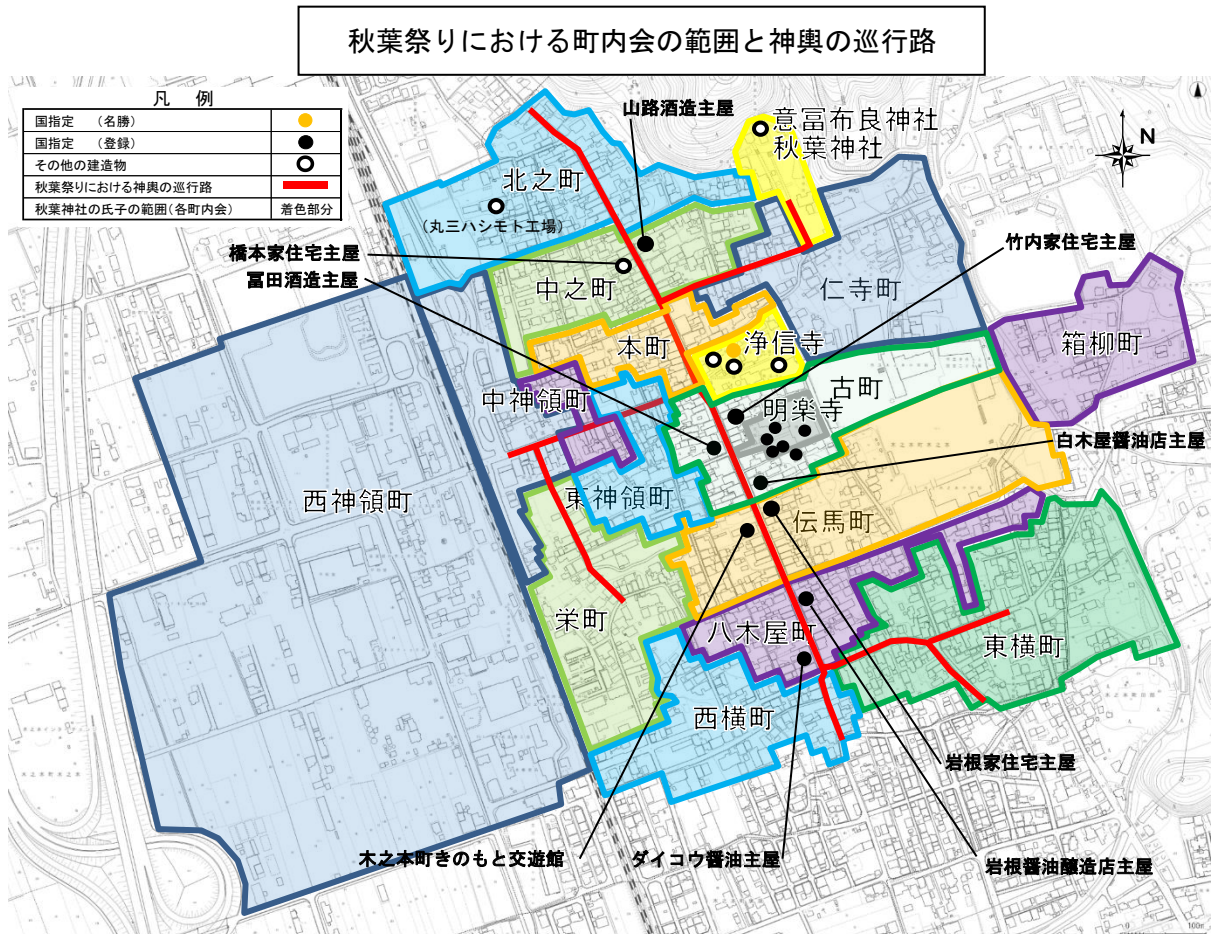 秋葉祭りにおける町内会の範囲と神輿の巡行路
凡 例
国指定 (名勝)
国指定 (登録)
その他の建造物
秋葉祭りにおける神輿の巡行路
秋葉神社の氏子の範囲(各町内会) 着色部分
山路酒造主屋
意冨布良神社
秋葉神社
N
北之町
(丸三ハシモト工場)
橋本家住宅主屋
冨田酒造主屋
竹内家住宅主屋
中之町
仁寺町
箱柳町
本町
浄信寺
中神領町
古町
明楽寺
白木屋醤油店主屋
西神領町
東神領町
伝馬町
栄町
八木屋町
東横町
西横町
岩根家住宅主屋
木之本町きのもと交遊館
ダイコウ醤油主屋
岩根醤油醸造店主屋
0 100m